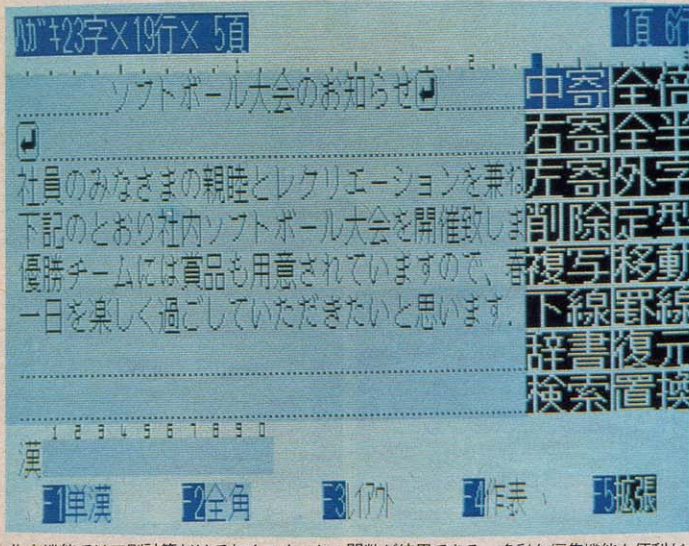 ﾊｶﾞｷ23字×19行× 5頁 1頁 6行
ソフトボール大会のお知らせ
社員のみなさまの親睦とレクリエーションを兼ね
下記のとおり社内ソフトボール大会を開催致しま
優勝チームには賞品も用意されていますので、春
一日を楽しく過ごしていただきたいと思います.
中寄 全倍
右寄 全半
左寄 外字
削除 定型
複写 移動
下線 罫線
辞書 復元
検索 置換
1 2 3 4 5 6 7 8 9 0
漢
F1単漢 F2全角 F3ﾚｲｱｳﾄ F4作表 F5拡張